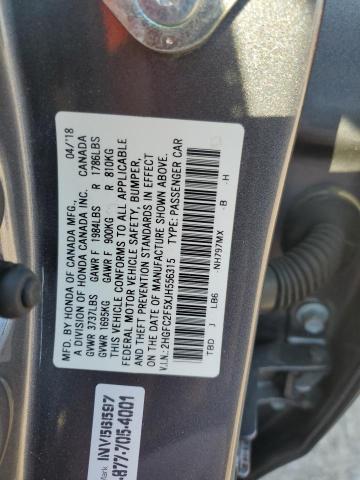 MFD. BY HONDA OF CANADA MFG., 04/18
A DIVISION OF HONDA CANADA INC. CANADA
GVWR 3737LBS GAWR F 1984LBS R 1786LBS
GVWR 1695KG GAWR F 900KG R 810KG
THIS VEHICLE CONFORMS TO ALL APPLICABLE
FEDERAL MOTOR VEHICLE SAFETY, BUMPER,
AND THEFT PREVENTION STANDARDS IN EFFECT
ON THE DATE OF MANUFACTURE SHOWN ABOVE.
V.I.N.: 2HGFC2F5XJH556315 TYPE: PASSENGER CAR
NH797MX B H
TBD J LB6
Mark INV1561597
-877-705-4001